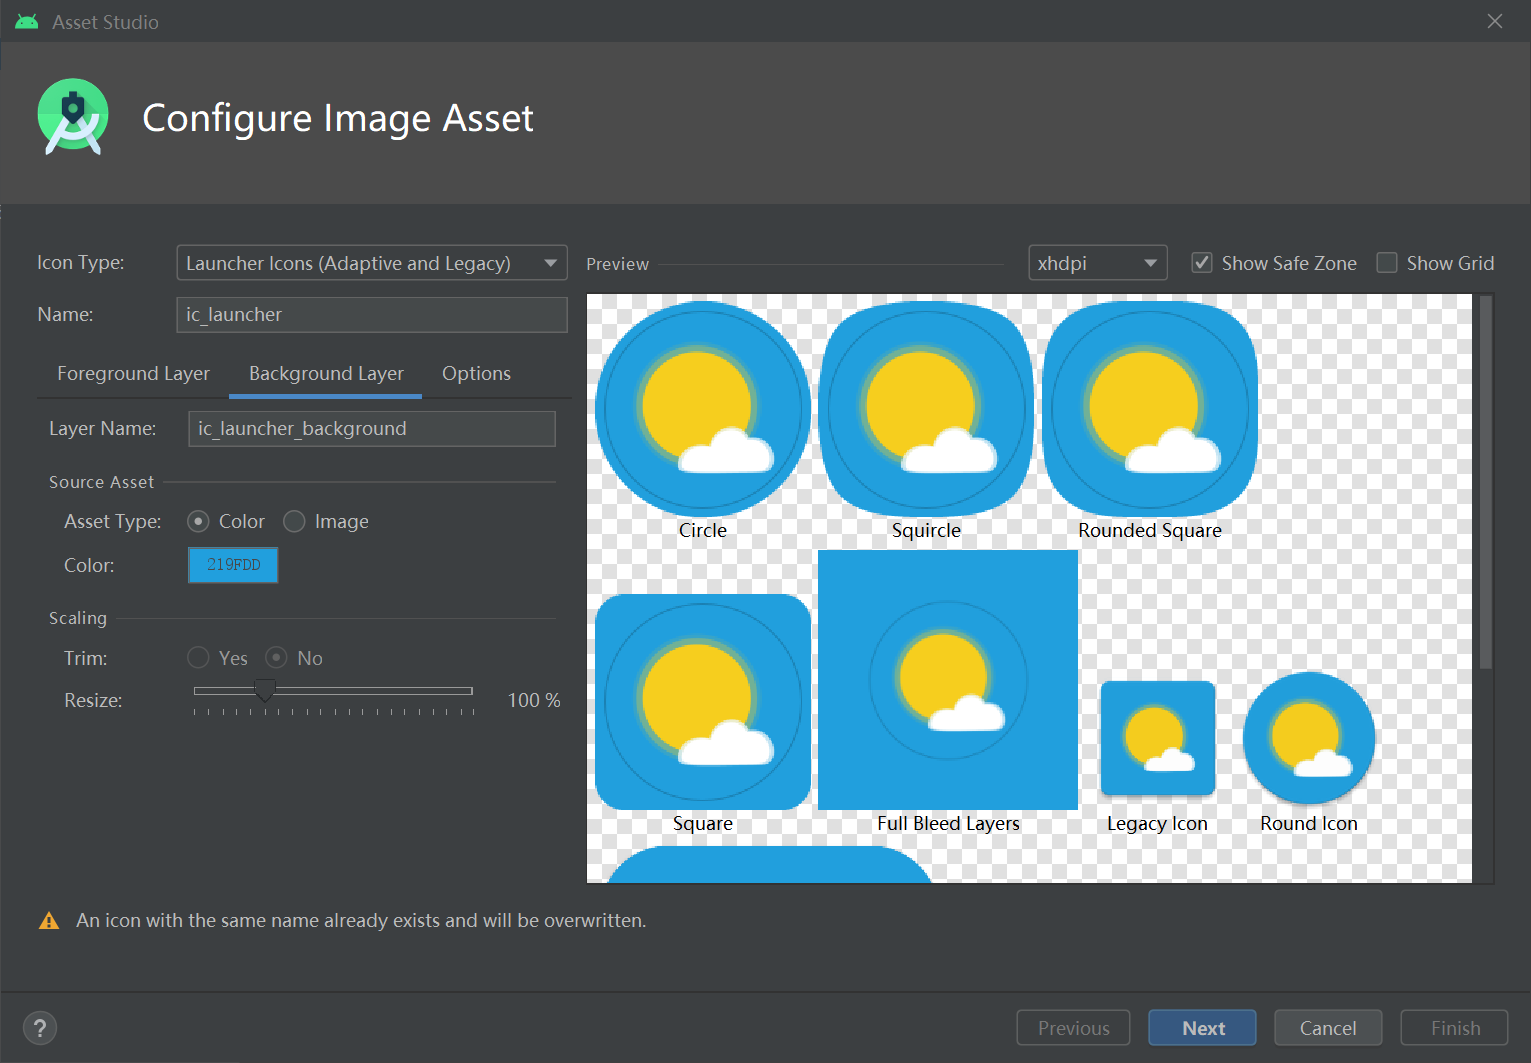 Asset Studio
Configure Image Asset
Icon Type: Launcher Icons (Adaptive and Legacy)
Name: ic_launcher
Foreground Layer Background Layer Options
Layer Name: ic_launcher_background
Source Asset
Asset Type: Color Image
Color: 219FDD
Scaling
Trim: Yes No
Resize: 100 %
Preview xhdpi Show Safe Zone Show Grid
Circle Squircle Rounded Square
Square Full Bleed Layers Legacy Icon Round Icon
An icon with the same name already exists and will be overwritten.
? Previous Next Cancel Finish